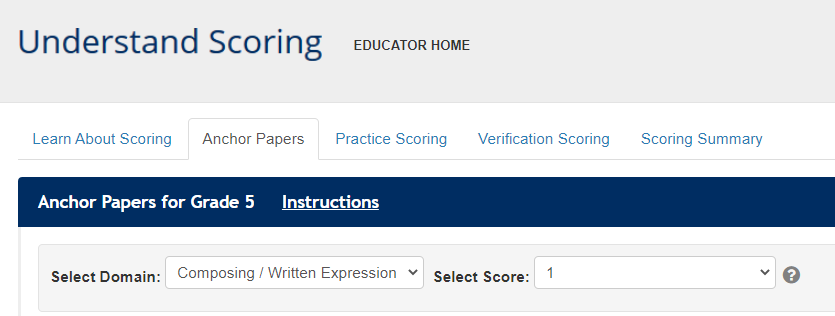 Understand Scoring EDUCATOR HOME
Learn About Scoring Anchor Papers Practice Scoring Verification Scoring Scoring Summary
Anchor Papers for Grade 5 Instructions
Select Domain: Composing / Written Expression Select Score: 1 ?